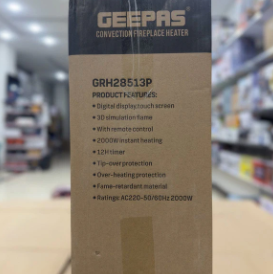 GEEPAS
CONVECTION FIREPLACE HEATER
GRH28513P
PRODUCT FEATURES:
• Digital display, touch screen
• 3D simulation flame
• With remote control
• 2000W instant heating
• 12H timer
• Tip-over protection
• Over-heating protection
• Fame-retardant material
• Ratings: AC220-50/60Hz 2000W